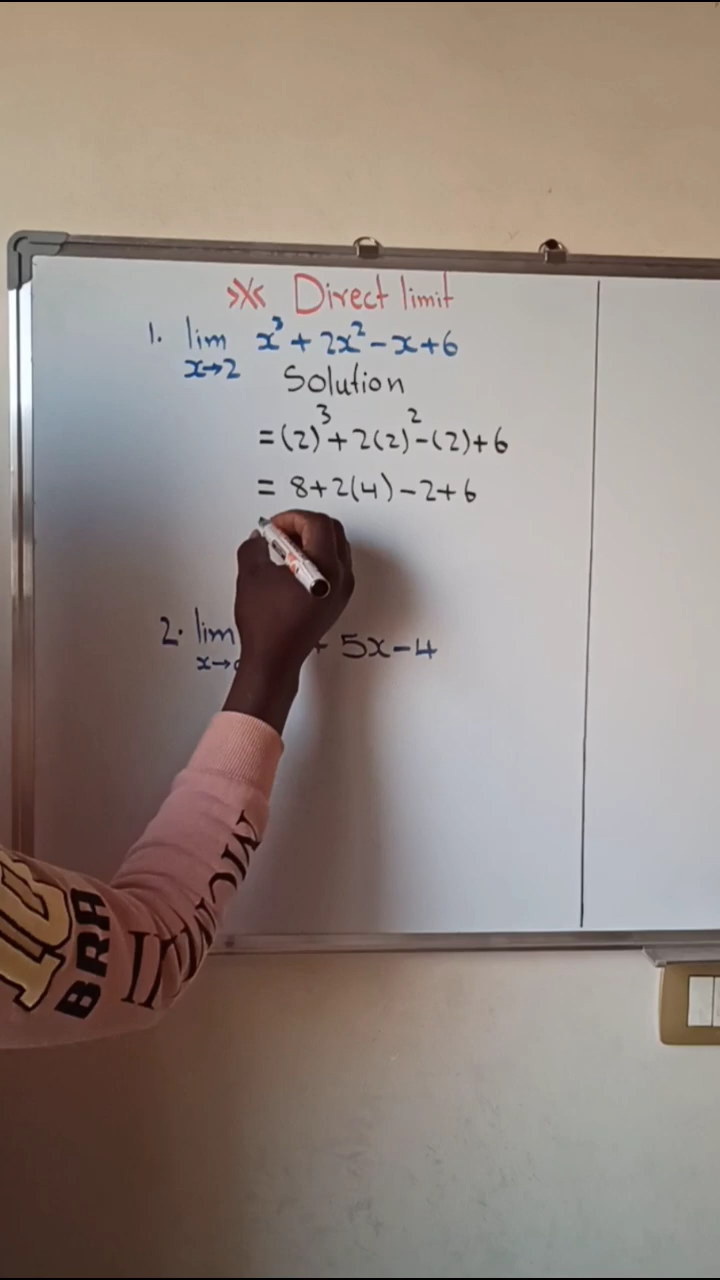 Direct limit
1. lim x³ + 2x² - x + 6
x→2
Solution
= (2)³ + 2(2)² - (2) + 6
= 8 + 2(4) - 2 + 6
2. lim + 5x - 4
x→
BRA